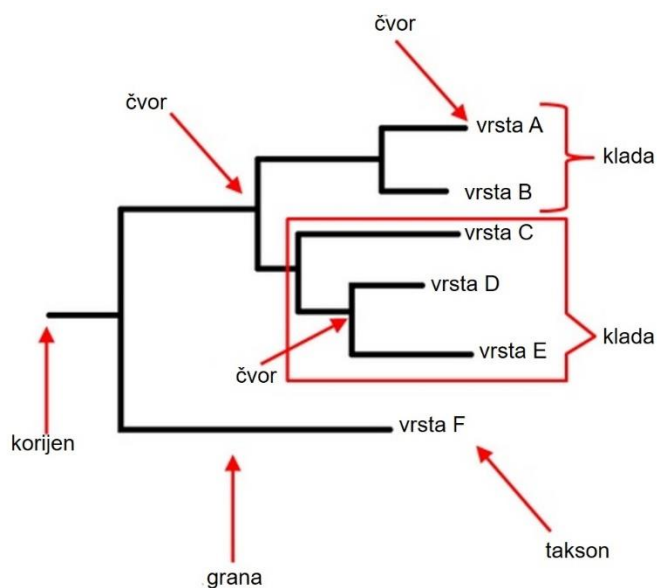 čvor
čvor
vrsta A
klada
vrsta B
vrsta C
vrsta D
klada
vrsta E
čvor
vrsta F
korijen
takson
grana